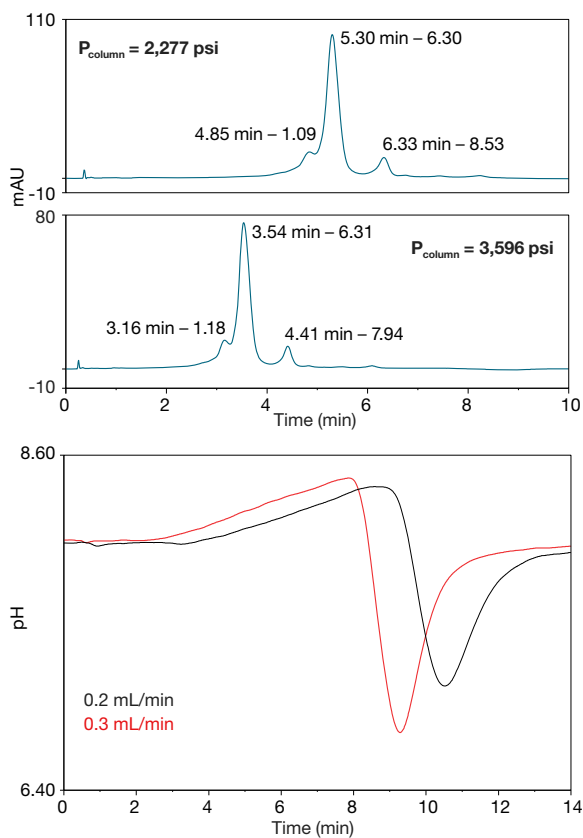 110
P column = 2,277 psi
5.30 min – 6.30
4.85 min – 1.09
6.33 min – 8.53
-10
mAU
80
3.54 min – 6.31
P column = 3,596 psi
3.16 min – 1.18
4.41 min – 7.94
-10
0 2 4 6 8 10
Time (min)
8.60
pH
0.2 mL/min
0.3 mL/min
6.40
0 2 4 6 8 10 12 14
Time (min)